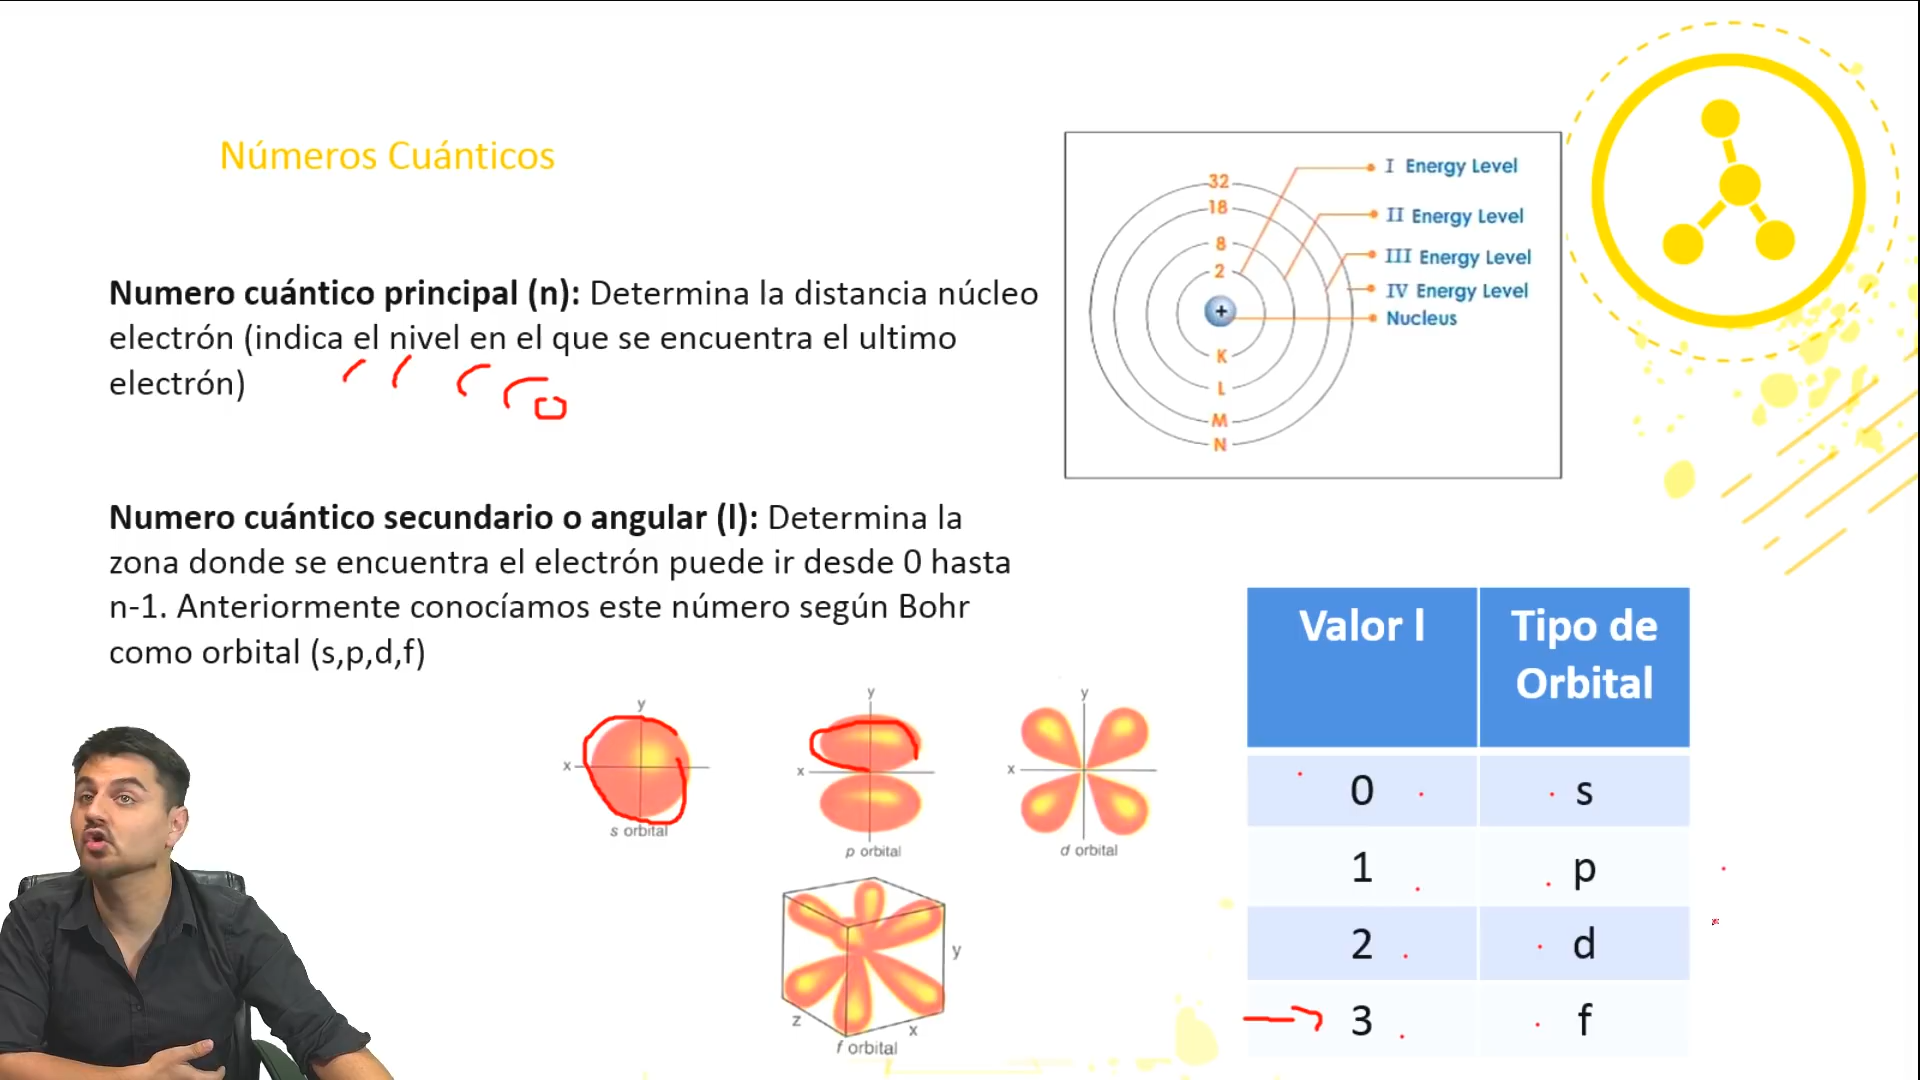 Números Cuánticos
Numero cuántico principal (n): Determina la distancia núcleo
electrón (indica el nivel en el que se encuentra el ultimo
electrón)
32
18
8
2
+
K
L
M
N
I Energy Level
II Energy Level
III Energy Level
IV Energy Level
Nucleus
Numero cuántico secundario o angular (l): Determina la
zona donde se encuentra el electrón puede ir desde 0 hasta
n-1. Anteriormente conocíamos este número según Bohr
como orbital (s,p,d,f)
y
x
s orbital
y
x
p orbital
y
x
d orbital
y
z
x
f orbital
Valor l Tipo de Orbital
0 s
1 p
2 d
3 f